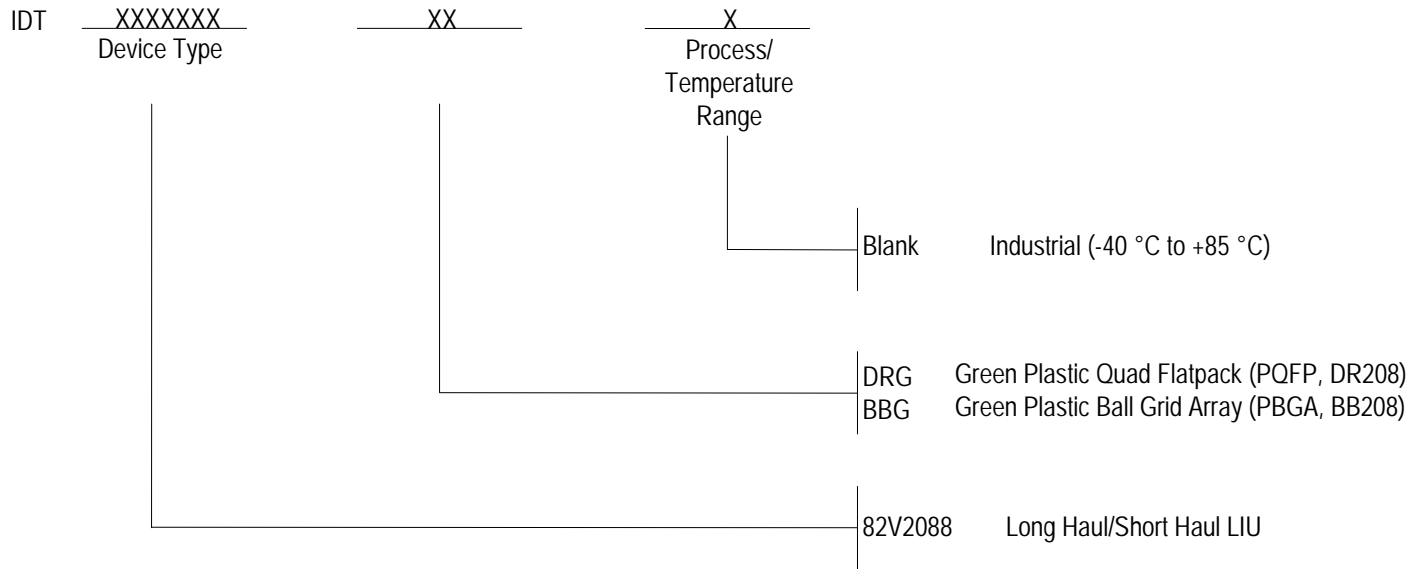 IDT XXXXXXX XX X
Device Type
Process/
Temperature
Range
Blank Industrial (-40 °C to +85 °C)
DRG Green Plastic Quad Flatpack (PQFP, DR208)
BBG Green Plastic Ball Grid Array (PBGA, BB208)
82V2088 Long Haul/Short Haul LIU